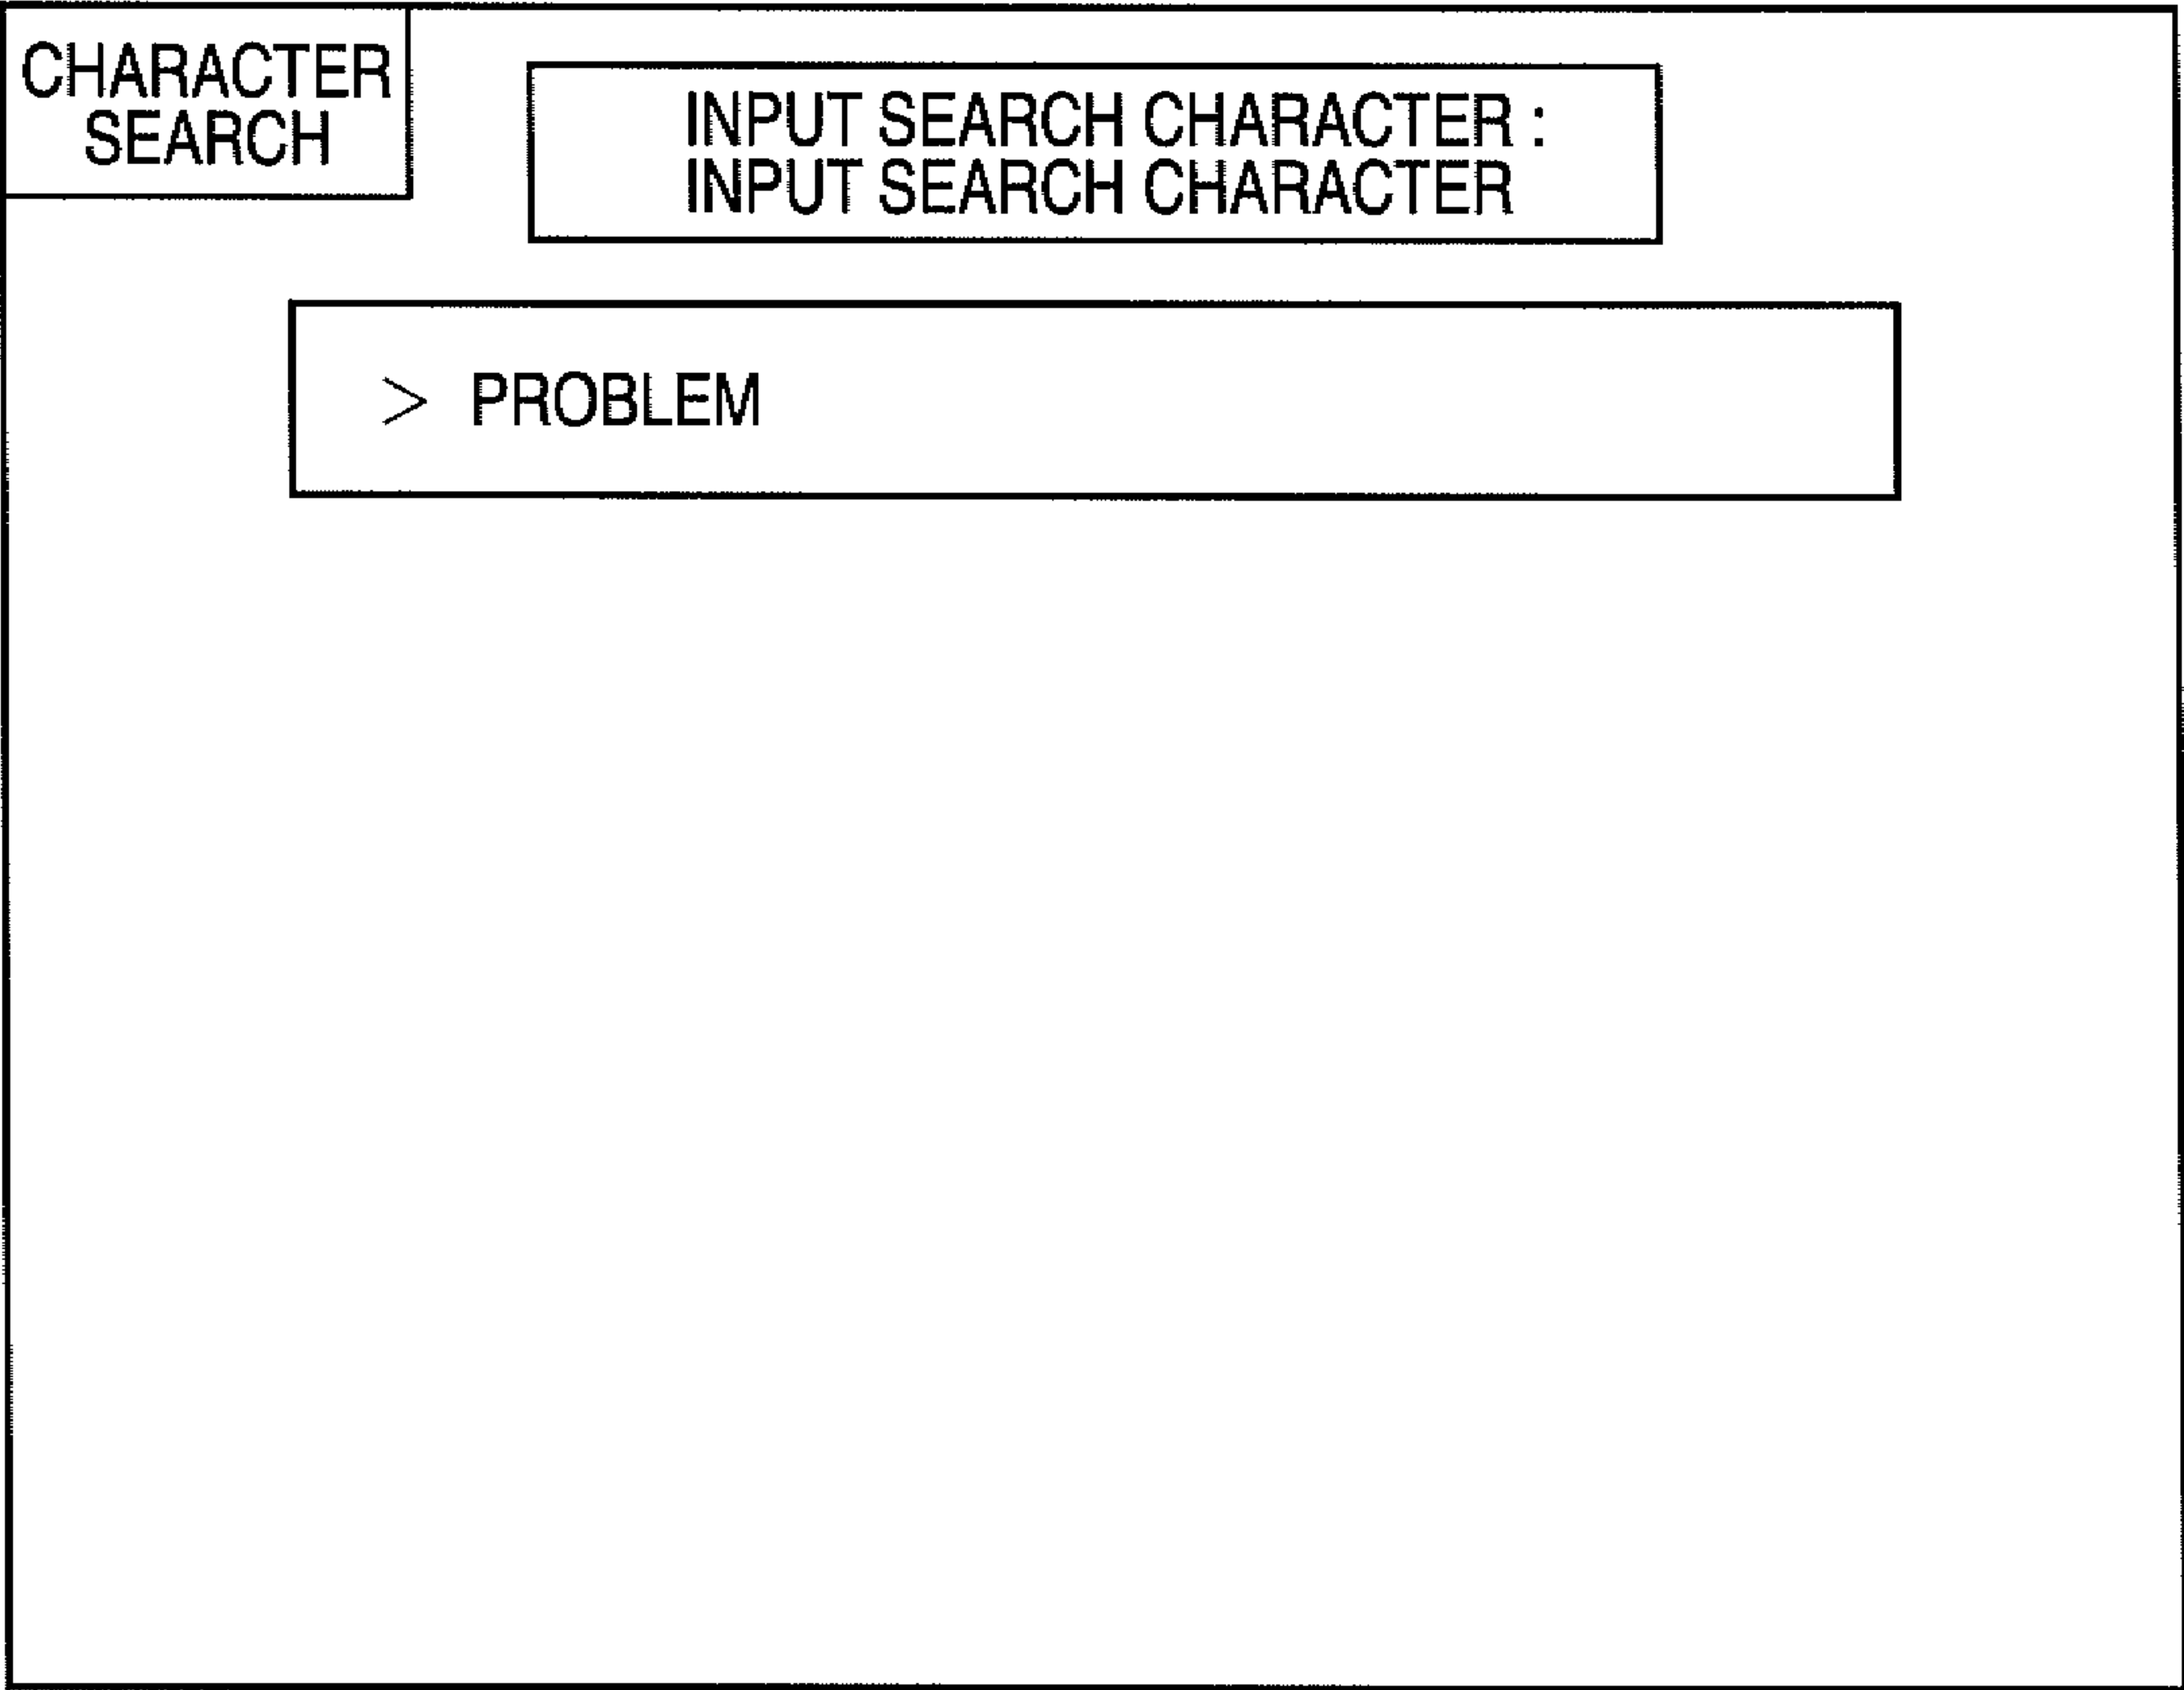 CHARACTER
SEARCH
INPUT SEARCH CHARACTER :
INPUT SEARCH CHARACTER
> PROBLEM